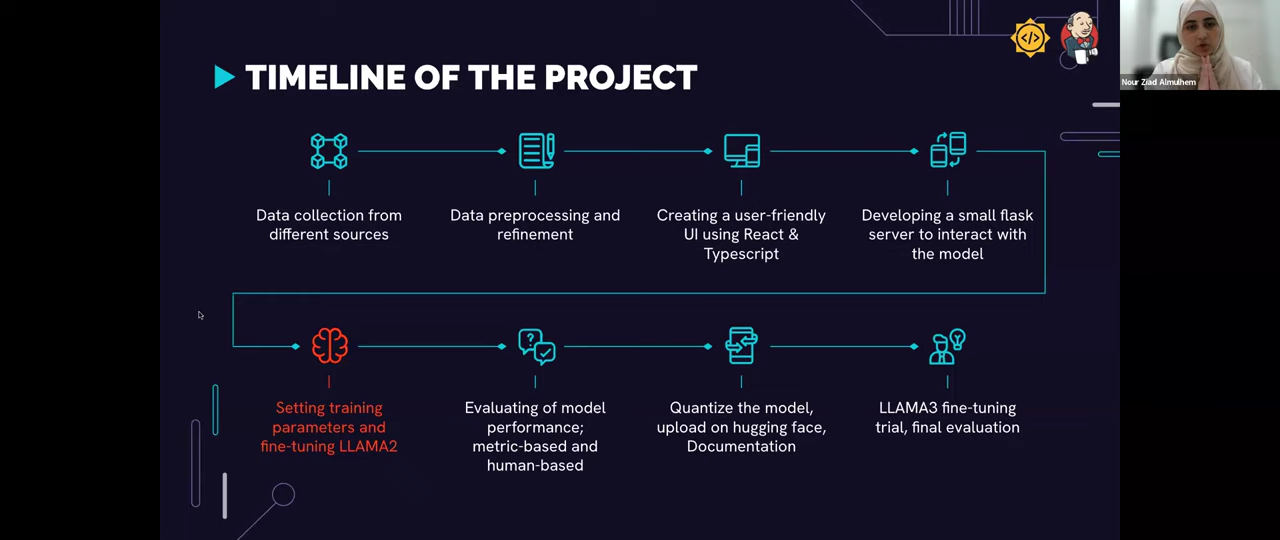 TIMELINE OF THE PROJECT
Nour Ziad Almulhem
Data collection from
different sources
Data preprocessing and
refinement
Creating a user-friendly
UI using React &
Typescript
Developing a small flask
server to interact with
the model
Setting training
parameters and
fine-tuning LLAMA2
Evaluating of model
performance;
metric-based and
human-based
Quantize the model,
upload on hugging face,
Documentation
LLAMA3 fine-tuning
trial, final evaluation